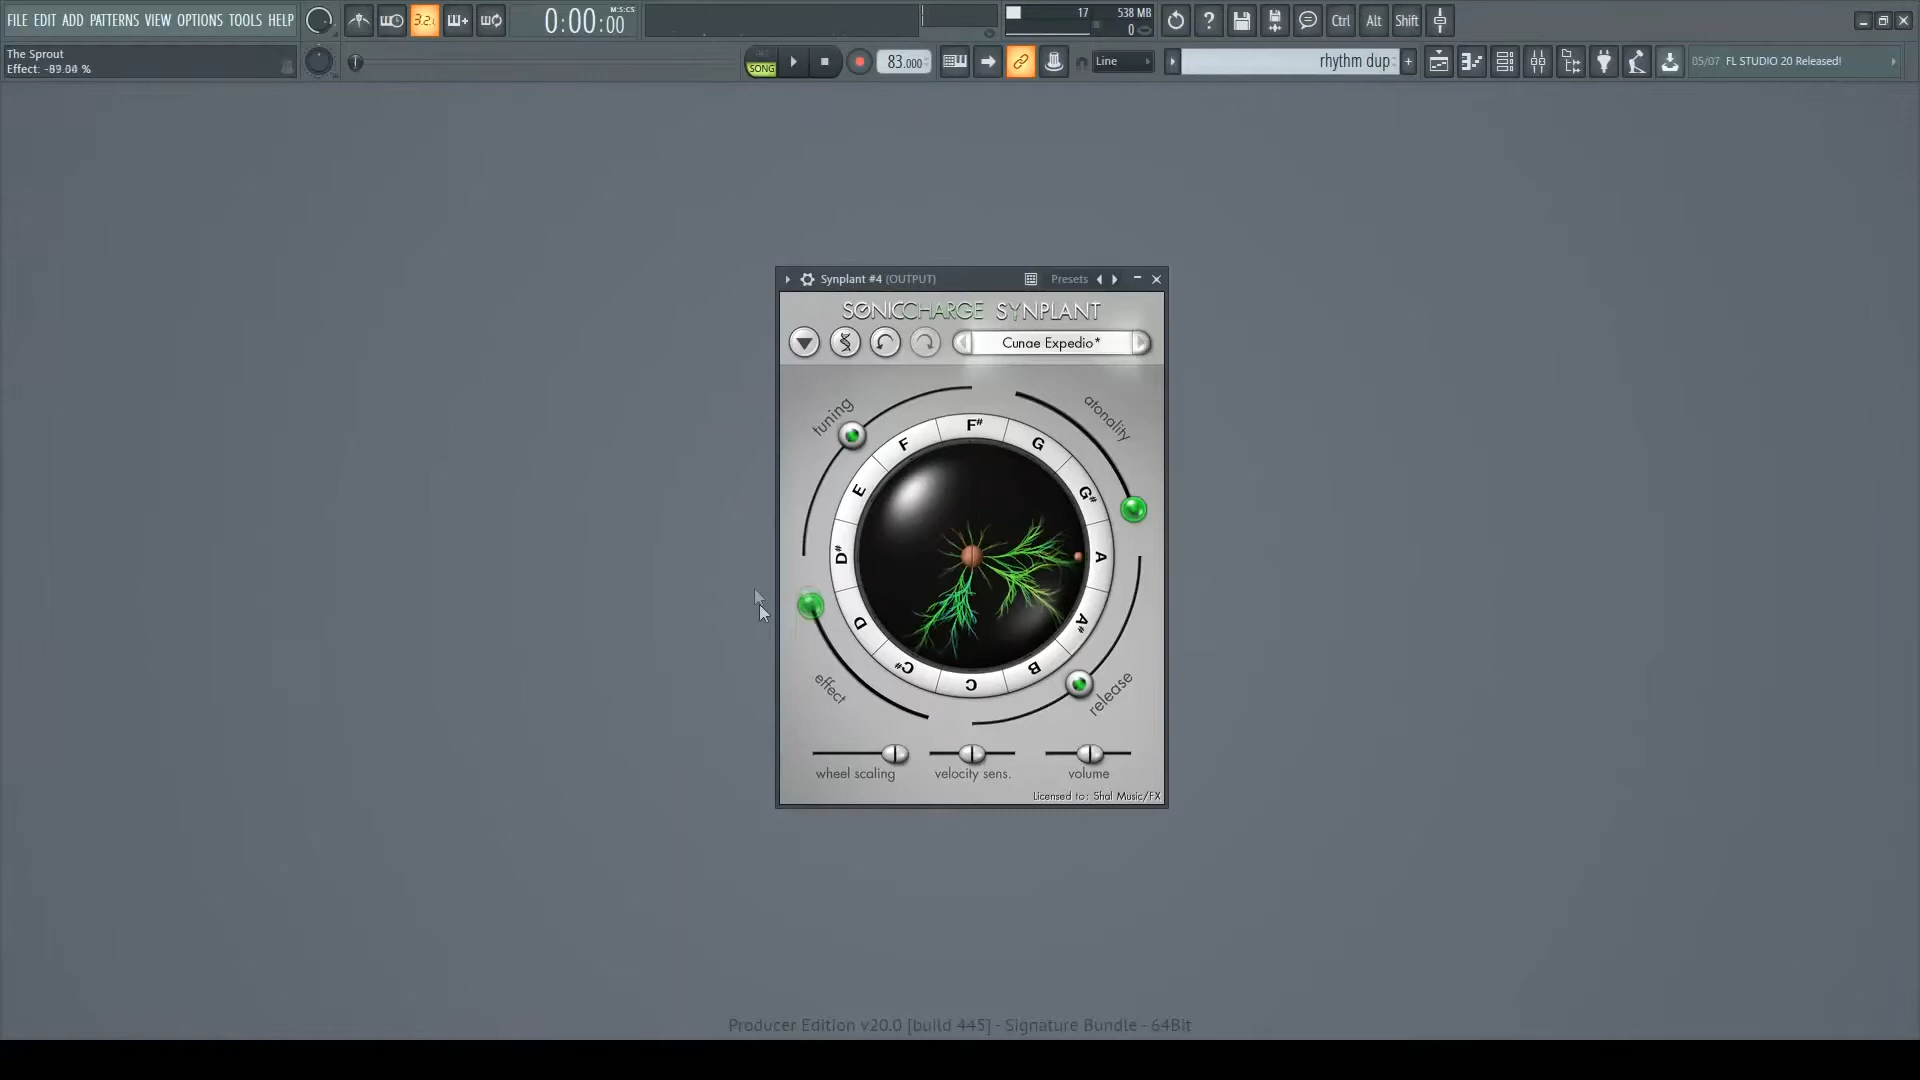 FILE EDIT ADD PATTERNS VIEW OPTIONS TOOLS HELP
3.2.
M:S:CS
0:00:00
17
538 MB
0
Ctrl
Alt
Shift
The Sprout
Effect: -89.04 %
SONG
83.000
Line
rhythm dup
05/07 FL STUDIO 20 Released!
Synplant #4 (OUTPUT)
Presets
SONICCHARGE SYNPLANT
Cunae Expedio*
tuning
atonality
F#
F
G
E
G#
D#
A
D
A#
C#
B
C
effect
release
wheel scaling
velocity sens.
volume
Licensed to: Shal Music/FX
Producer Edition v20.0 [build 445] - Signature Bundle - 64Bit